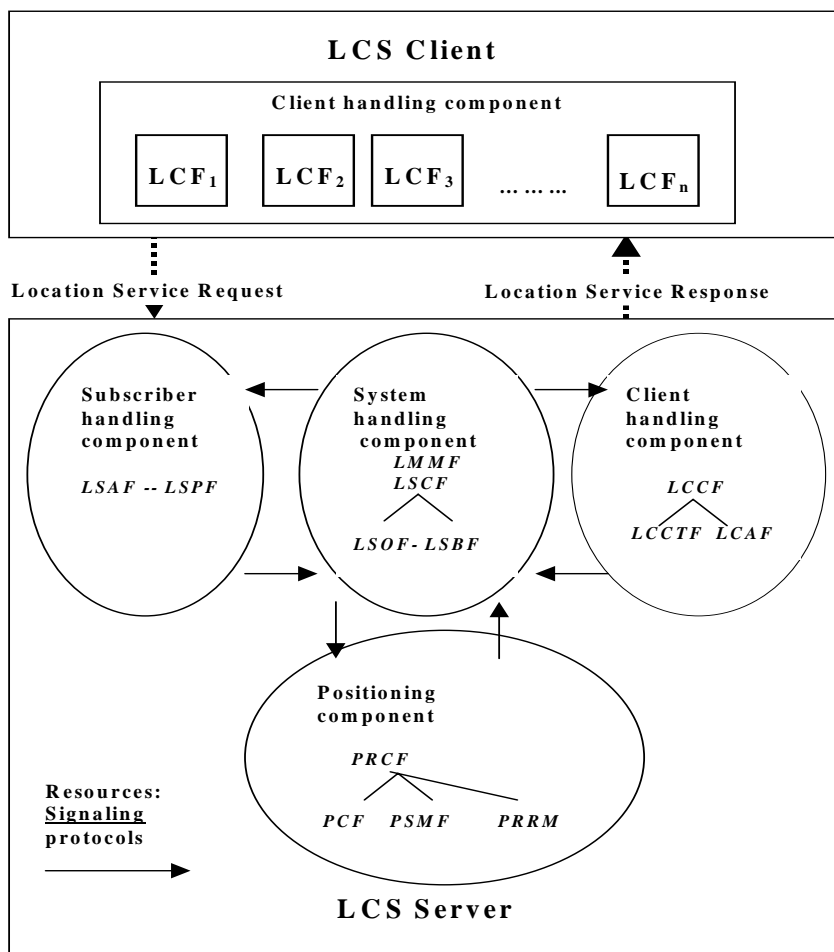 LCS Client
Client handling component
LCF1 LCF2 LCF3 ... ... ... LCFn
Location Service Request
Location Service Response
Subscriber
handling
component
LSAF -- LSPF
System
handling
component
LMMF
LSCF
LSOF- LSBF
Client
handling
component
LCCF
LCCTF LCAF
Positioning
component
PRCF
PCF PSMF PRRM
Resources:
Signaling
protocols
LCS Server